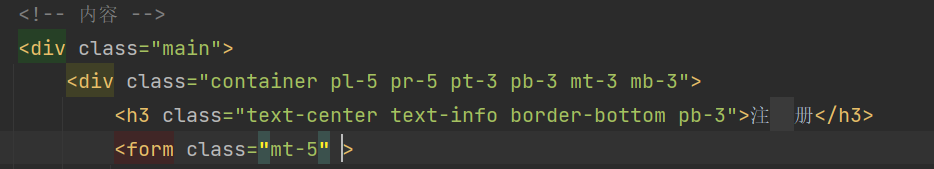 <!-- 内容 -->
<div class="main">
<div class="container pl-5 pr-5 pt-3 pb-3 mt-3 mb-3">
<h3 class="text-center text-info border-bottom pb-3">注  册</h3>
<form class="mt-5" >